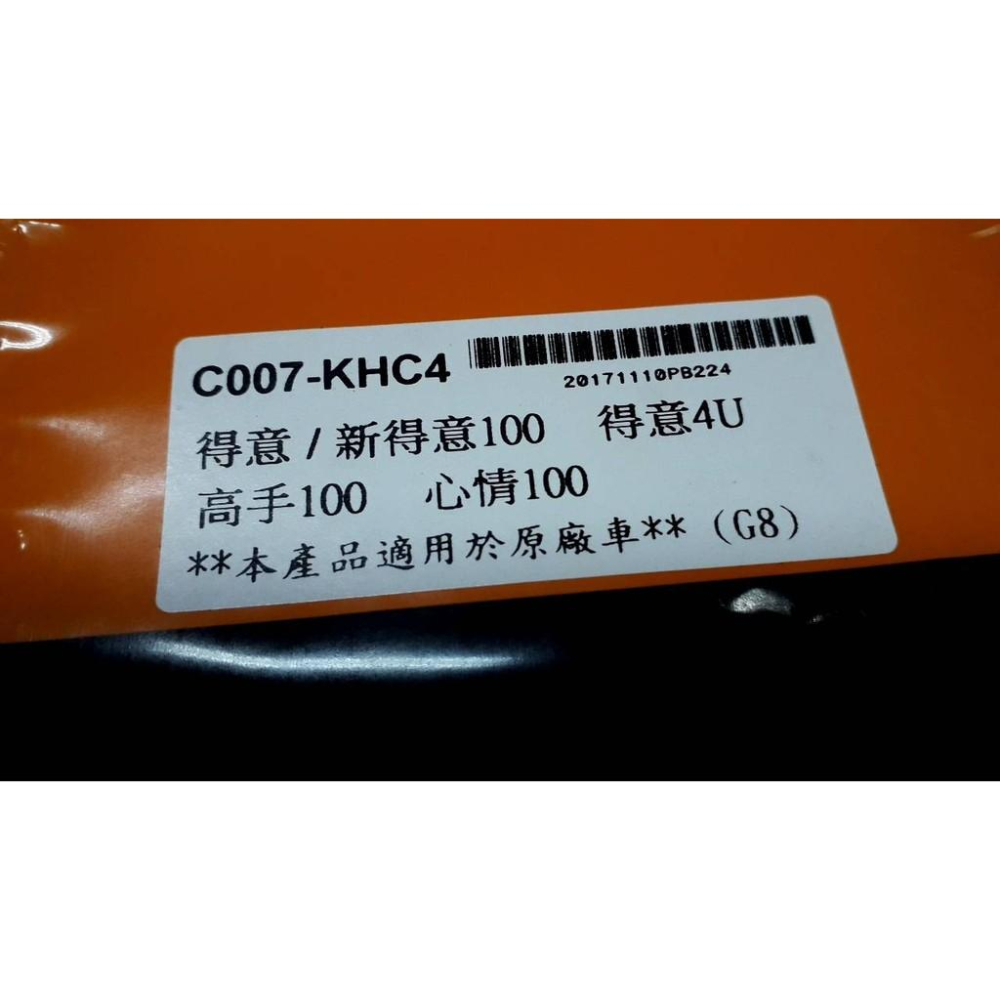 C007-KHC4
20171110PB224
得意 / 新得意100 得意4U
高手100 心情100
**本產品適用於原廠車** (G8)